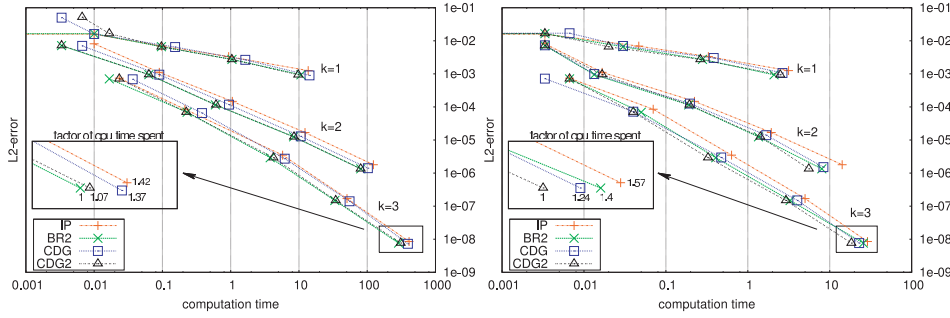 1e-01
1e-02
1e-03
1e-04
1e-05
1e-06
1e-07
1e-08
1e-09
L2-error
k=1
k=2
k=3
factor of cpu time spent
1.42
1 1.07 1.37
IP
BR2
CDG
CDG2
0.001 0.01 0.1 1 10 100 1000
computation time
1e-01
1e-02
1e-03
1e-04
1e-05
1e-06
1e-07
1e-08
1e-09
L2-error
k=1
k=2
k=3
factor of cpu time spent
1.57
1 1.24 1.4
IP
BR2
CDG
CDG2
0.001 0.01 0.1 1 10 100
computation time